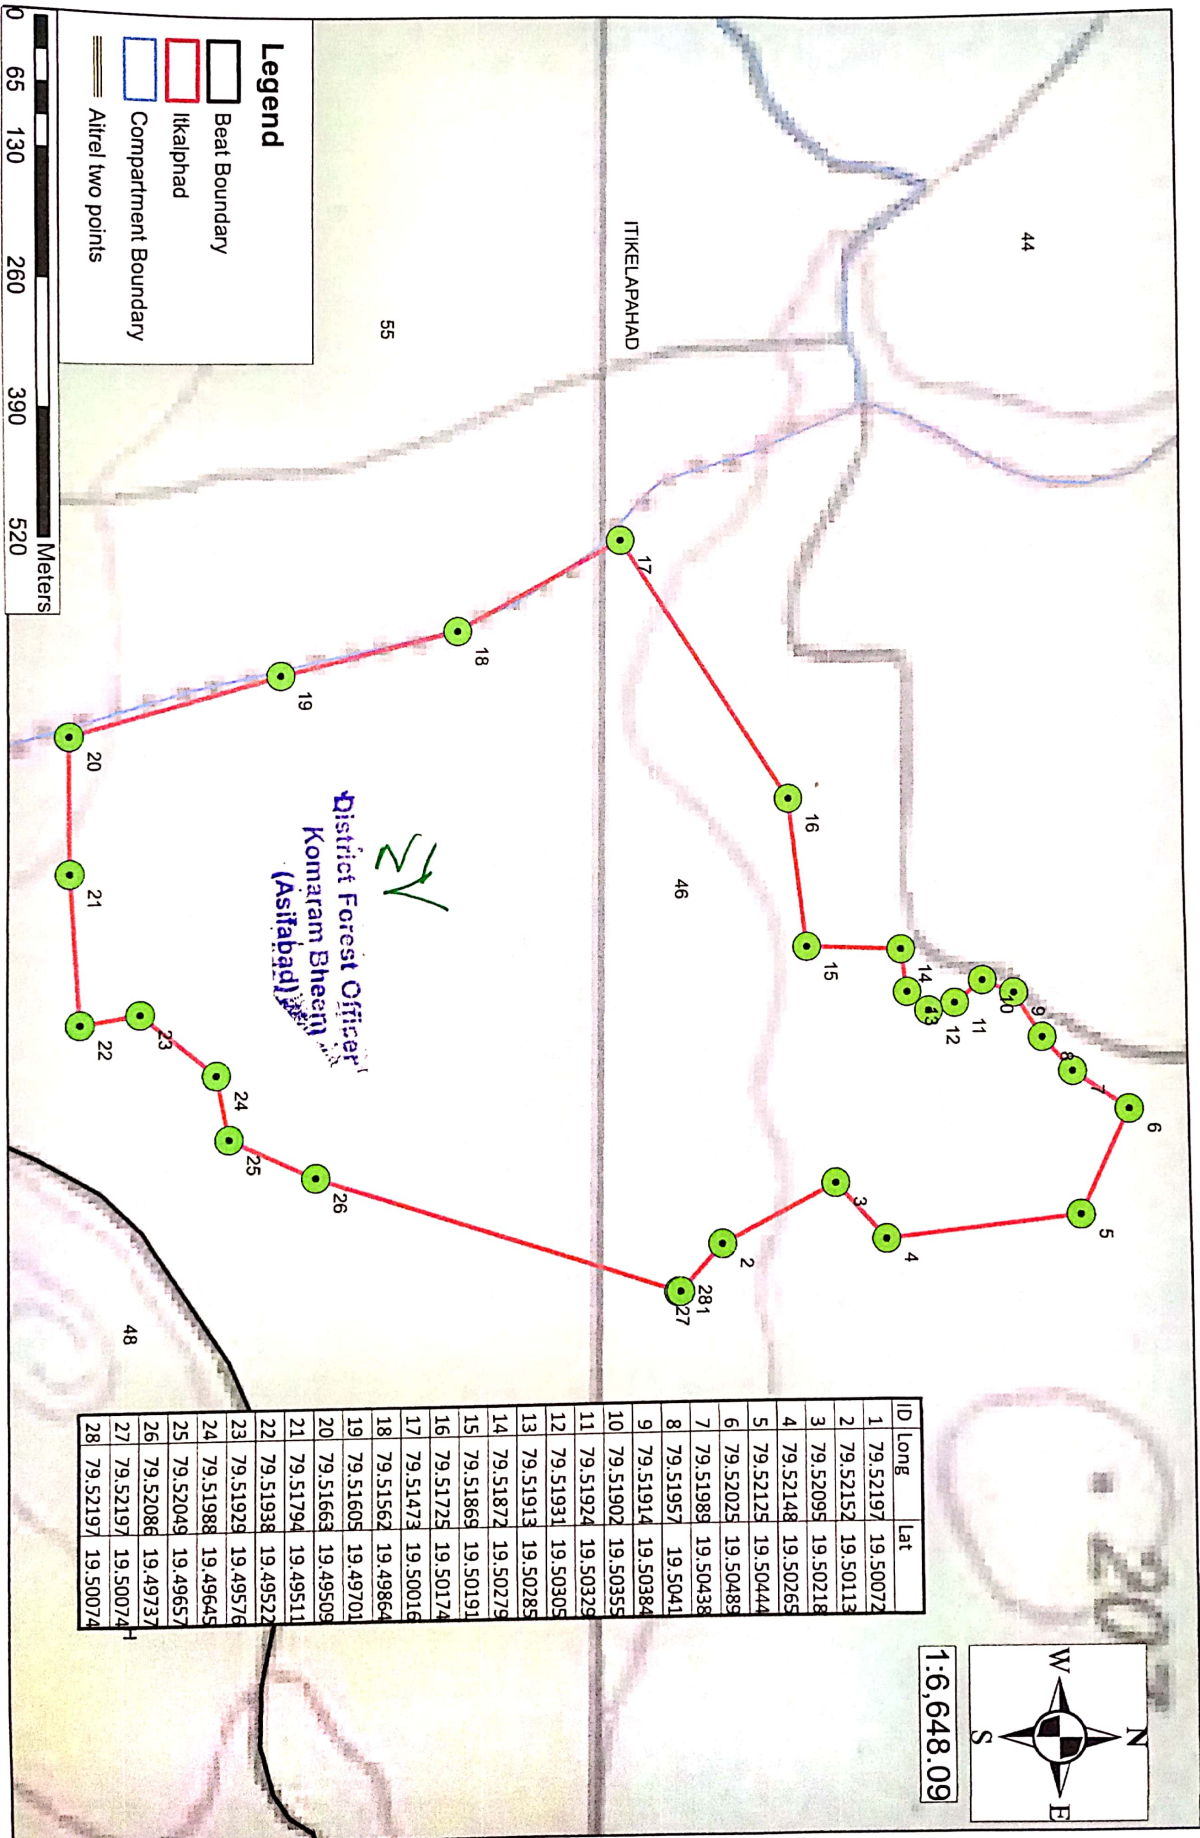 44
ITIKELAPAHAD
55
46
48
20
Legend
Beat Boundary
Itkalphad
Compartment Boundary
Aitrel two points
0 65 130 260 390 520
Meters
17
18
19
20
21
22
23
24
25
26
27
281
2
3
4
5
6
7
8
9
10
11
12
13
14
15
16
District Forest Officer
Komaram Bheem
(Asifabad)
ID Long Lat
1 79.52197 19.50072
2 79.52152 19.50113
3 79.52095 19.50218
4 79.52148 19.50265
5 79.52125 19.50444
6 79.52025 19.50489
7 79.51989 19.50438
8 79.51957 19.5041
9 79.51914 19.50384
10 79.51902 19.50355
11 79.51924 19.50329
12 79.51931 19.50305
13 79.51913 19.50285
14 79.51872 19.50279
15 79.51869 19.50191
16 79.51725 19.50174
17 79.51473 19.50016
18 79.51562 19.49864
19 79.51605 19.49701
20 79.51663 19.49509
21 79.51794 19.49511
22 79.51938 19.49522
23 79.51929 19.49576
24 79.51988 19.49645
25 79.52049 19.49657
26 79.52086 19.49737
27 79.52197 19.50074
28 79.52197 19.50074
H
N
W E
S
1:6,648.09